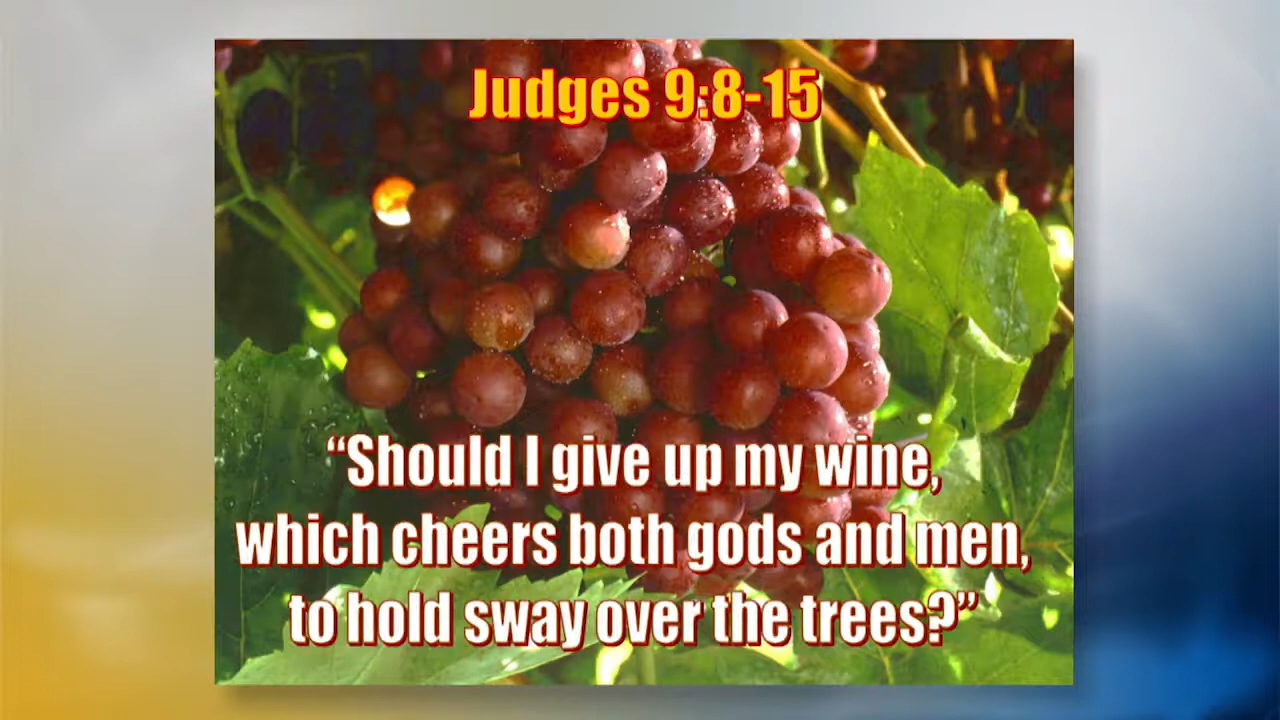 Judges 9:8-15
“Should I give up my wine,
which cheers both gods and men,
to hold sway over the trees?”